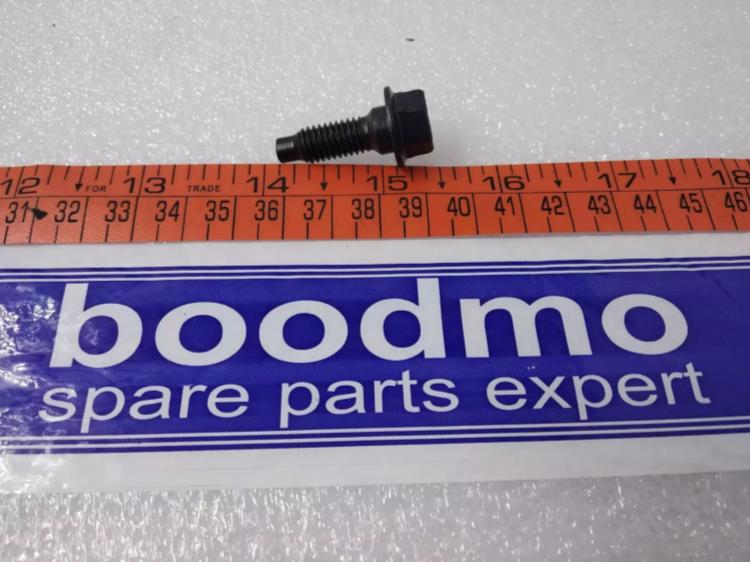 12 FOR 13 TRADE 14 15 16 17 18
31 32 33 34 35 36 37 38 39 40 41 42 43 44 45 46
boodmo
spare parts expert